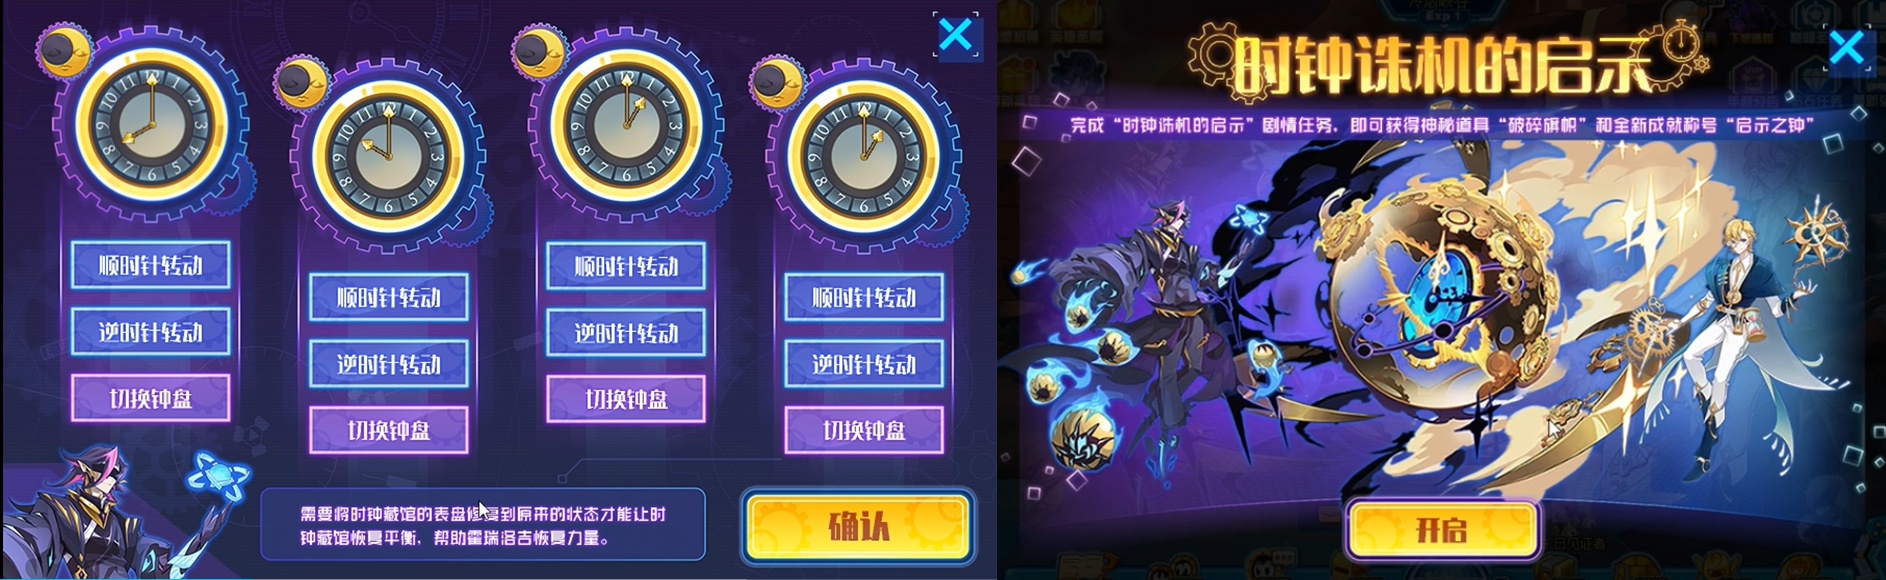 顺时针转动
逆时针转动
切换钟盘
顺时针转动
逆时针转动
切换钟盘
顺时针转动
逆时针转动
切换钟盘
顺时针转动
逆时针转动
切换钟盘
需要将时钟藏馆的表盘修复到原来的状态才能让时
钟藏馆恢复平衡，帮助霍瑞洛吉恢复力量。
确认
时钟诛机的启示
完成“时钟诛机的启示”剧情任务，即可获得神秘道具“破碎旗帜”和全新成就称号“启示之钟”
开启